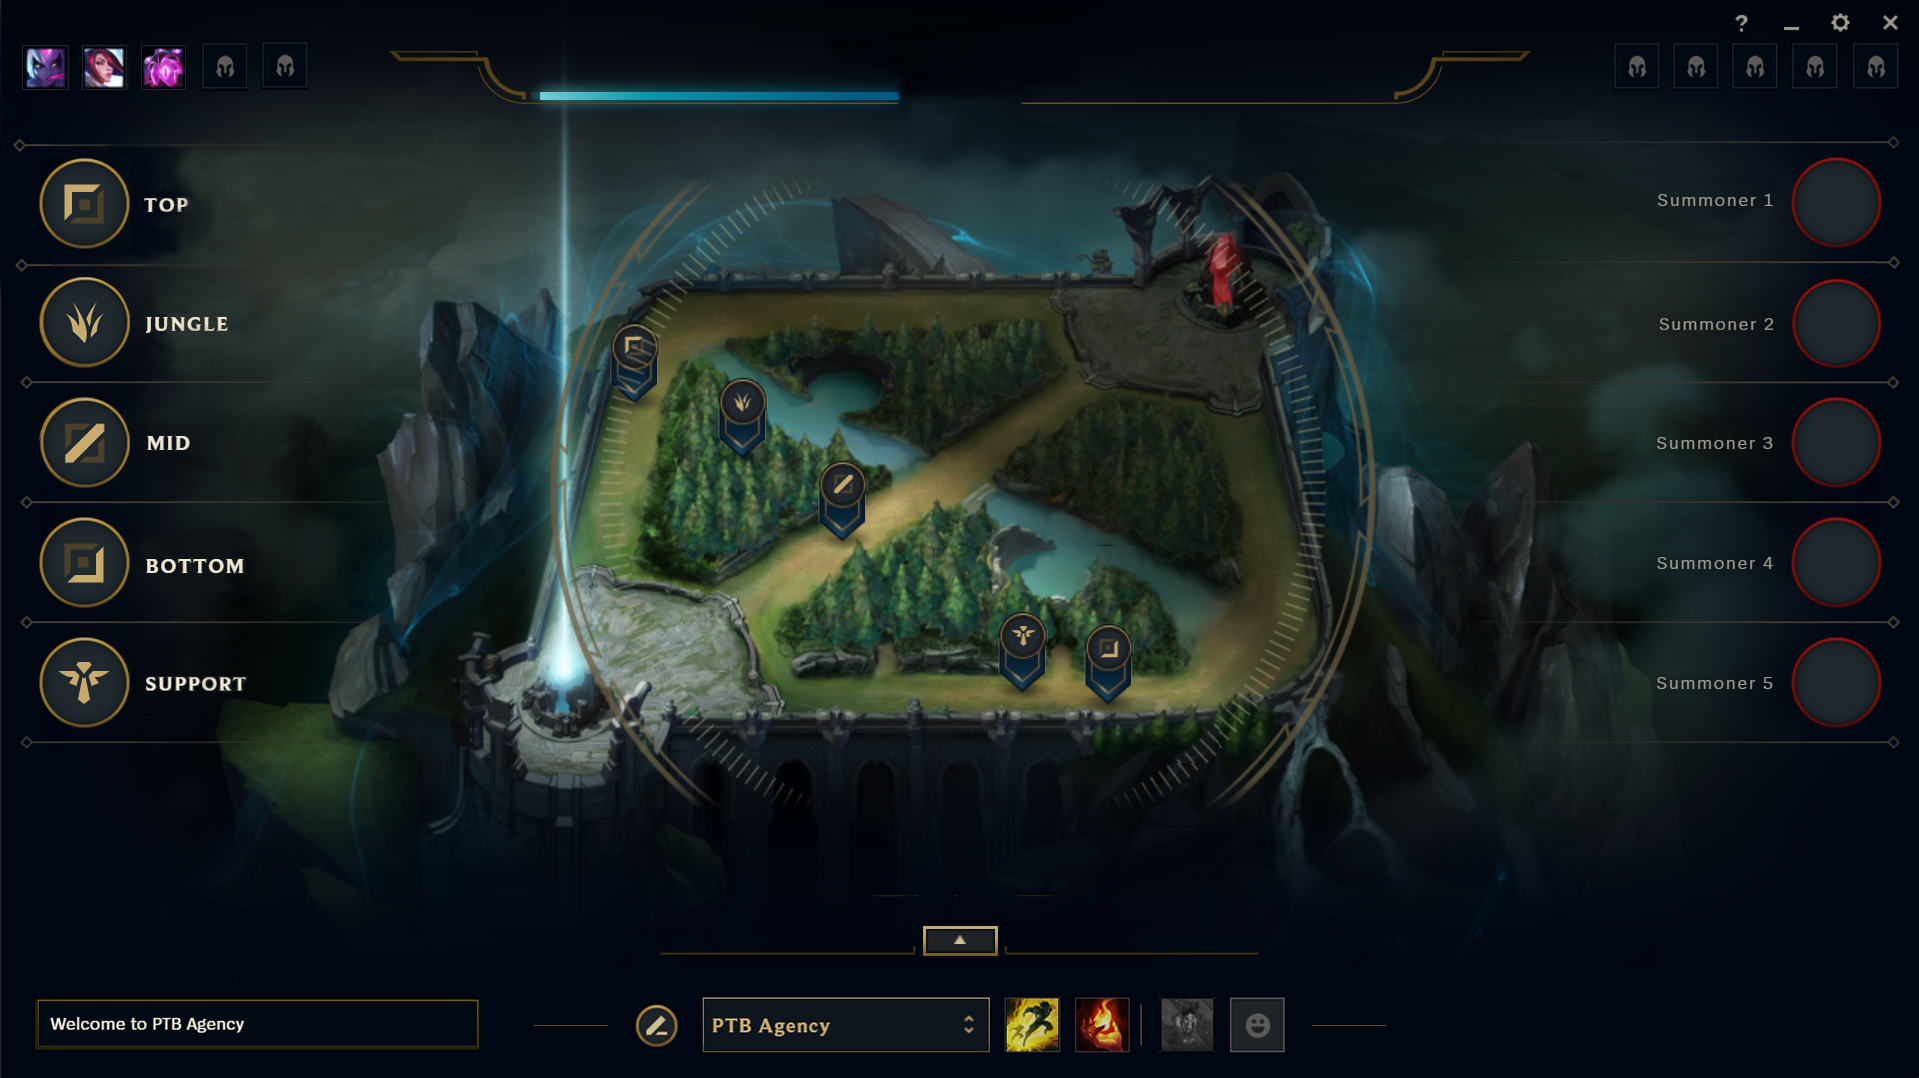 ?
TOP
Summoner 1
JUNGLE
Summoner 2
MID
Summoner 3
BOTTOM
Summoner 4
SUPPORT
Summoner 5
Welcome to PTB Agency
PTB Agency